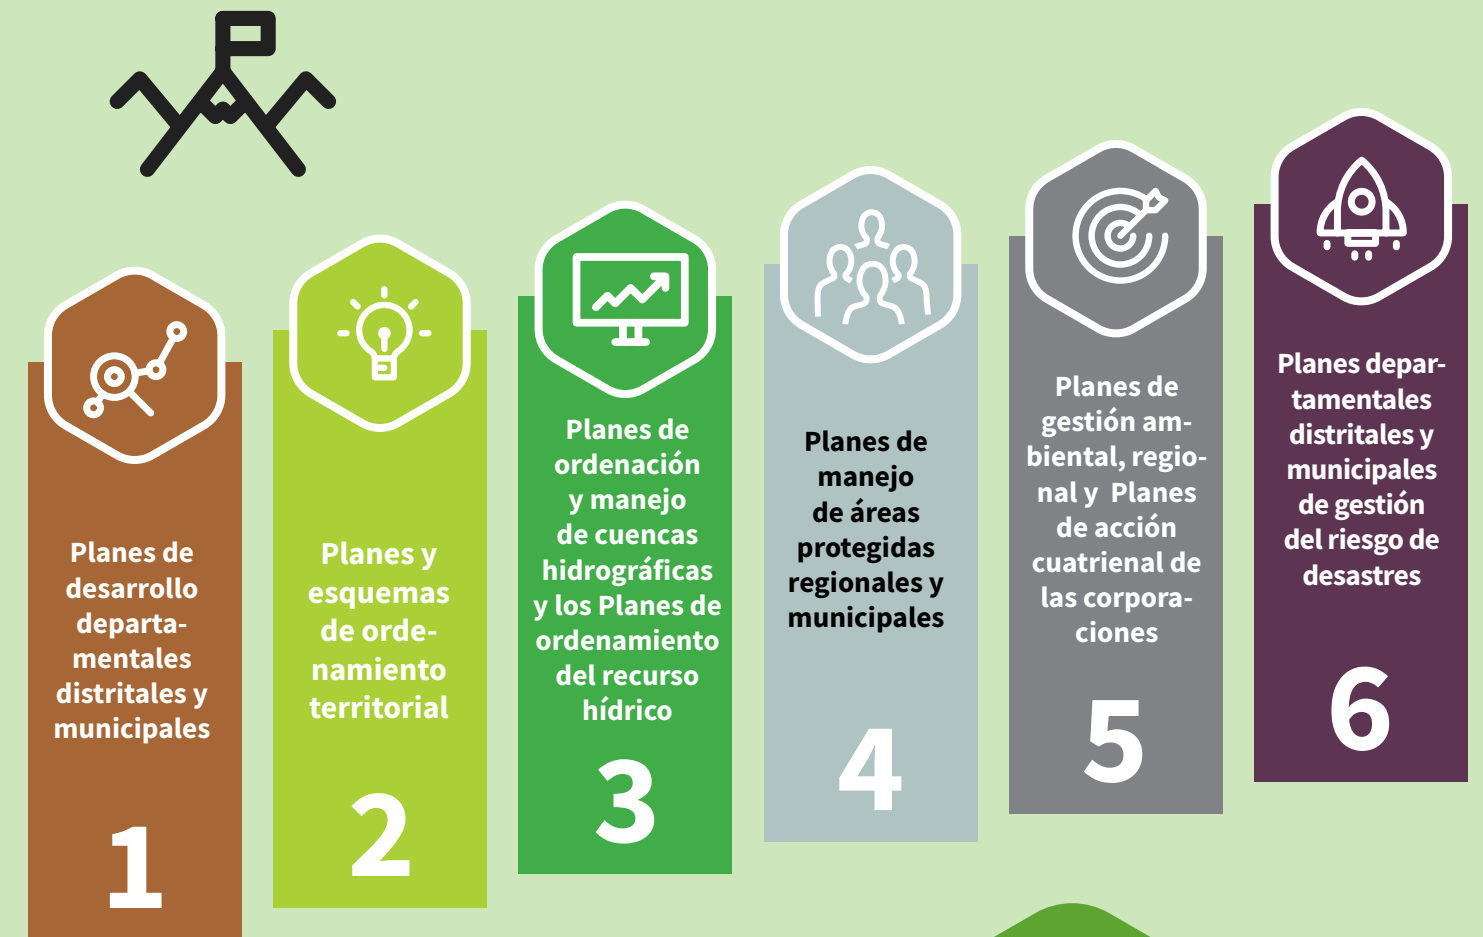 Planes de
desarrollo
departa-
mentales
distritales y
municipales
1
Planes y
esquemas
de orde-
namiento
territorial
2
Planes de
ordenación
y manejo
de cuencas
hidrográficas
y los Planes de
ordenamiento
del recurso
hídrico
3
Planes de
manejo
de áreas
protegidas
regionales y
municipales
4
Planes de
gestión am-
biental, regio-
nal y Planes
de acción
cuatrienal de
las corpora-
ciones
5
Planes depar-
tamentales
distritales y
municipales
de gestión
del riesgo de
desastres
6